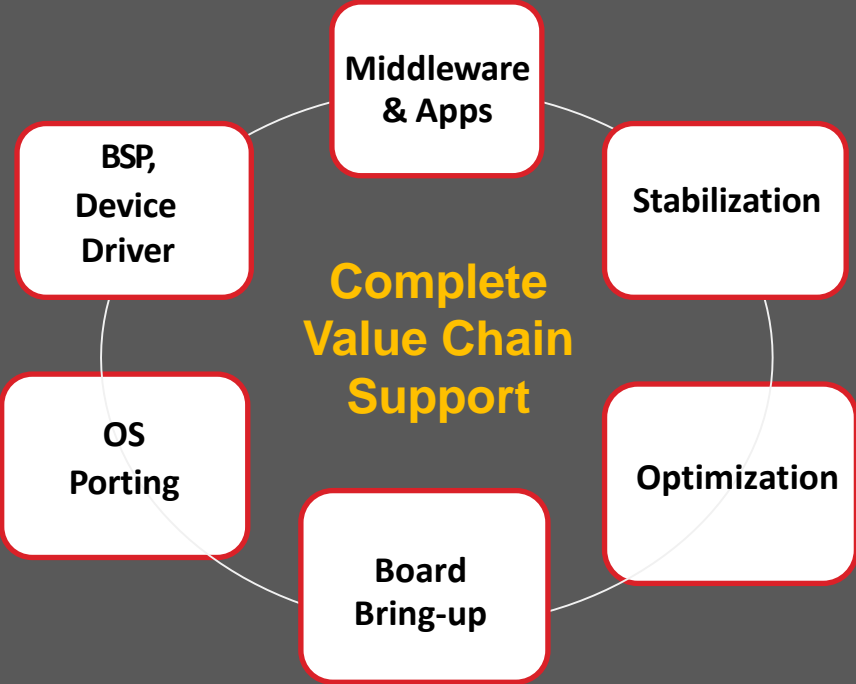 Middleware
& Apps
BSP,
Device
Driver
Stabilization
Complete
Value Chain
Support
OS
Porting
Optimization
Board
Bring-up